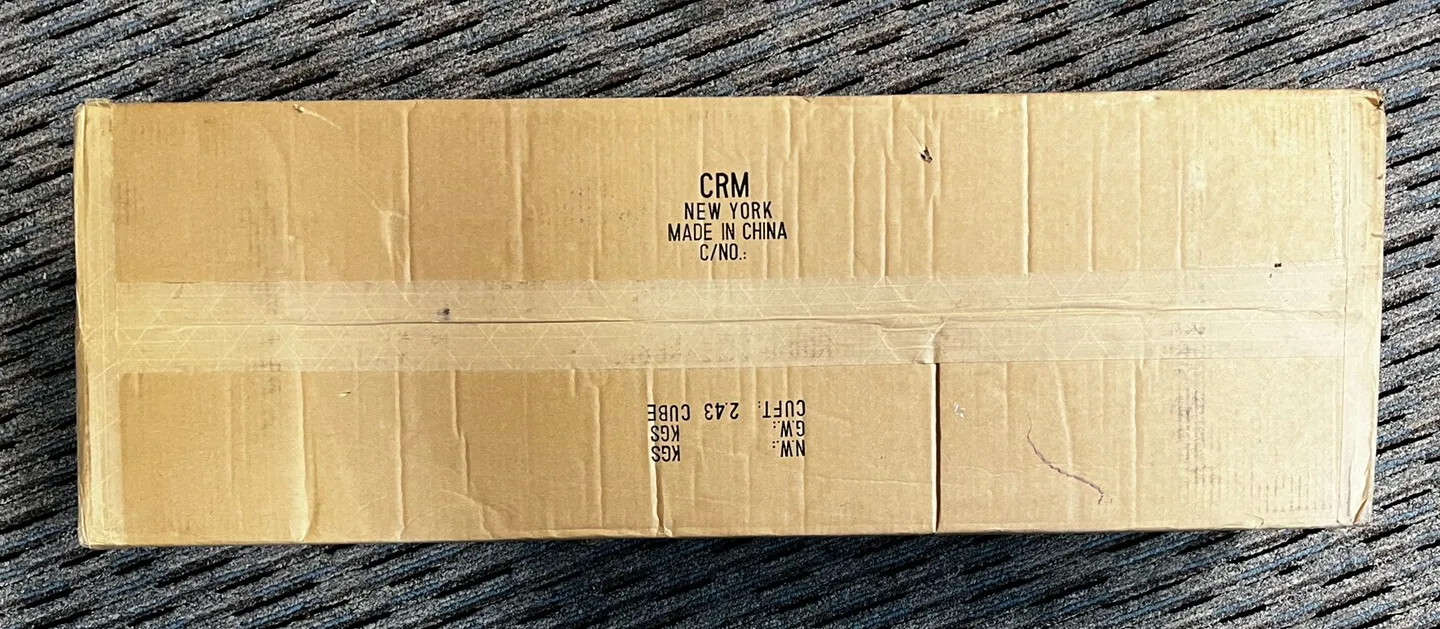 CRM
NEW YORK
MADE IN CHINA
C/NO.:
N.W.: KGS
G.W.: KGS
CUFT: 2.43 CUBE